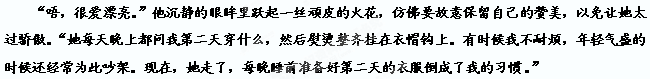 “唔，很爱漂亮。”他沉静的眼眸里跃起一丝顽皮的火花，仿佛要故意保留自己的赞美，以免让她太
过骄傲。“她每天晚上都问我第二天穿什么，然后熨烫整齐挂在衣帽钩上。有时候我不耐烦，年轻气盛的
时候还经常为此吵架。现在，她走了，每晚睡前准备好第二天的衣服倒成了我的习惯。”